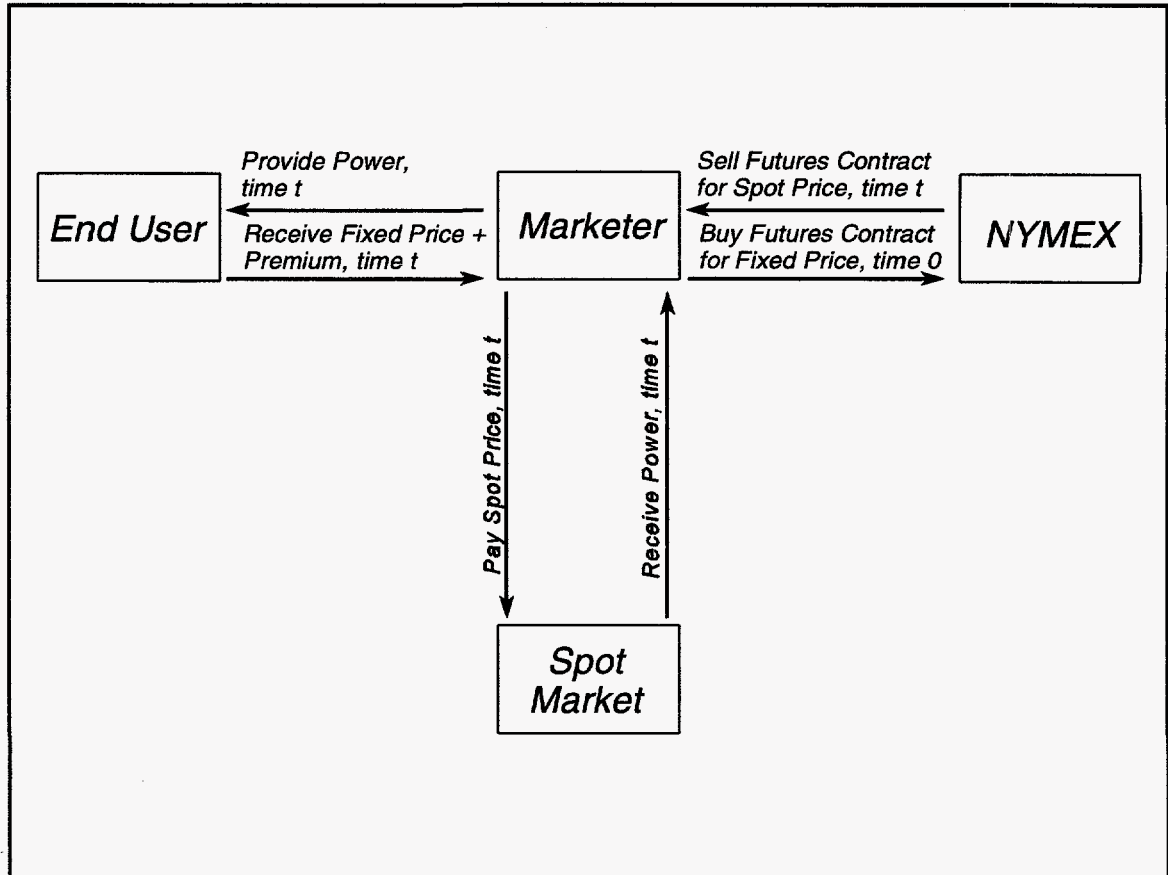 Provide Power,
time t
Sell Futures Contract
for Spot Price, time t
End User
Marketer
NYMEX
Receive Fixed Price +
Premium, time t
Buy Futures Contract
for Fixed Price, time 0
Pay Spot Price, time t
Receive Power, time t
Spot
Market